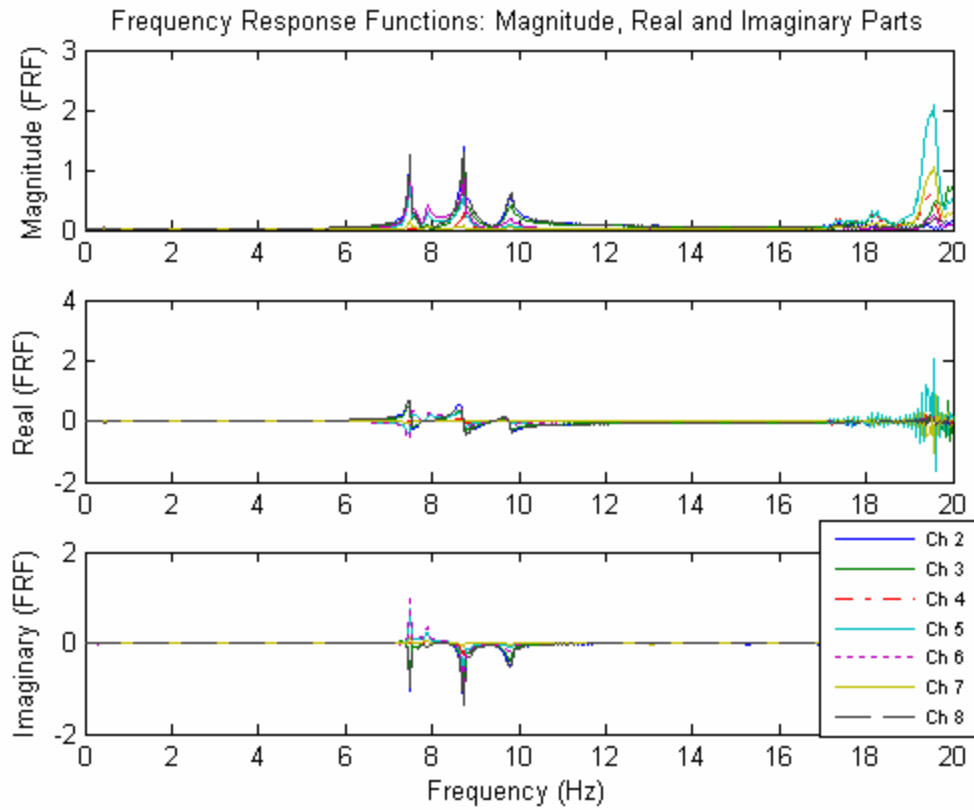 Frequency Response Functions: Magnitude, Real and Imaginary Parts
Magnitude (FRF)
3
2
1
0
0 2 4 6 8 10 12 14 16 18 20
Real (FRF)
4
2
0
-2
0 2 4 6 8 10 12 14 16 18 20
Imaginary (FRF)
2
0
-2
0 2 4 6 8 10 12 14 16 18 20
Frequency (Hz)
Ch 2
Ch 3
Ch 4
Ch 5
Ch 6
Ch 7
Ch 8